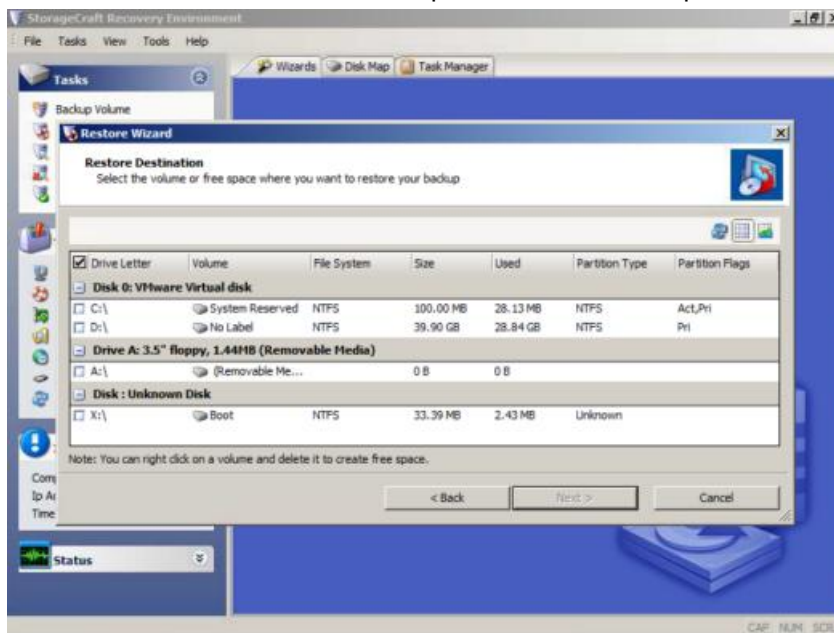 StorageCraft Recovery Environment
File Tasks View Tools Help
Tasks
Wizards Disk Map Task Manager
Backup Volume
Restore Wizard
Restore Destination
Select the volume or free space where you want to restore your backup
Drive Letter Volume File System Size Used Partition Type Partition Flags
Disk 0: VMware Virtual disk
C:\ System Reserved NTFS 100.00 MB 28.13 MB NTFS Act,Pri
D:\ No Label NTFS 39.90 GB 28.84 GB NTFS Pri
Drive A: 3.5" floppy, 1.44MB (Removable Media)
A:\ (Removable Me... 0 B 0 B
Disk : Unknown Disk
X:\ Boot NTFS 33.39 MB 2.43 MB Unknown
Note: You can right click on a volume and delete it to create free space.
< Back Next > Cancel
Com
Ip A
Time
Status
CAP NUM SCR